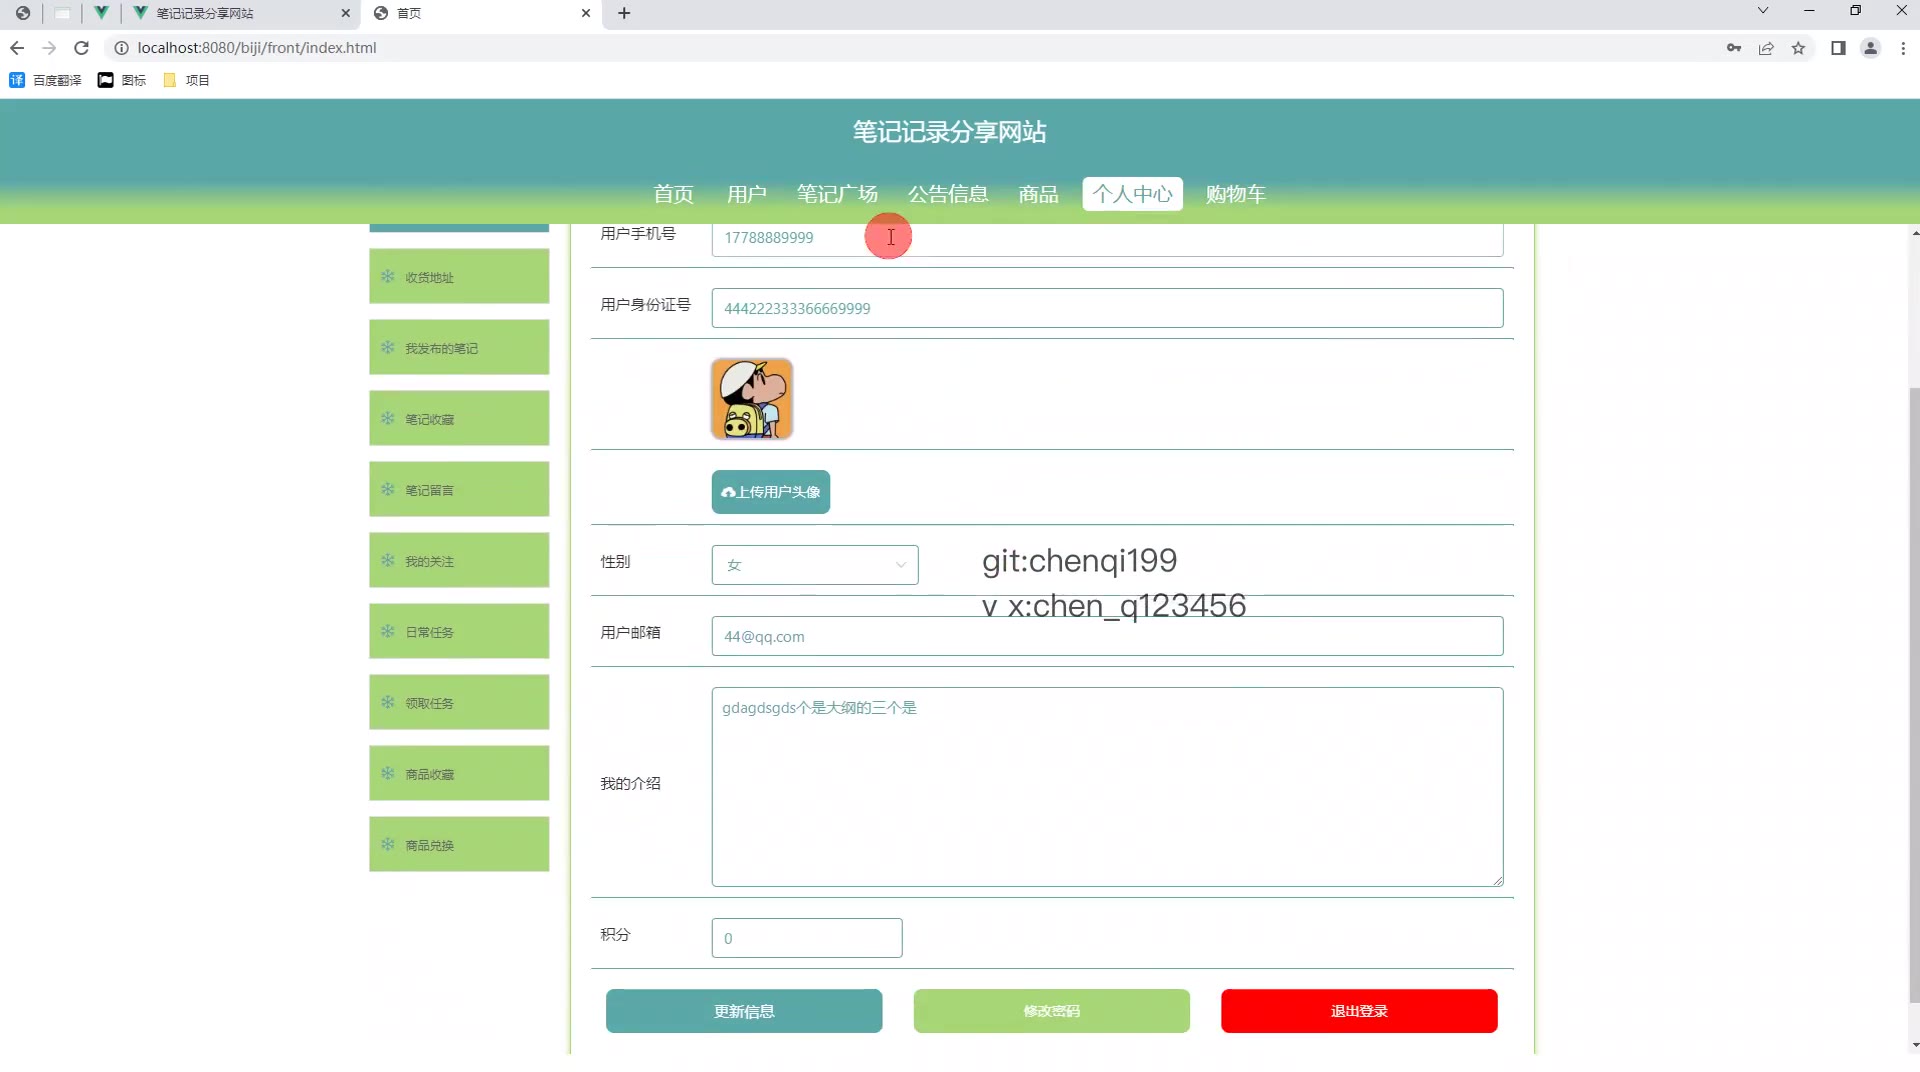 笔记记录分享网站
首页
localhost:8080/biji/front/index.html
百度翻译
图标
项目
笔记记录分享网站
首页 用户 笔记广场 公告信息 商品 个人中心 购物车
用户手机号 17788889999
收货地址
用户身份证号 444222333366669999
我发布的笔记
笔记收藏
笔记留言
上传用户头像
我的关注
性别 女
git:chenqi199
v x:chen_q123456
日常任务
用户邮箱 44@qq.com
领取任务
gdagdsgds个是大纲的三个是
商品收藏
我的介绍
商品兑换
积分 0
更新信息 修改密码 退出登录